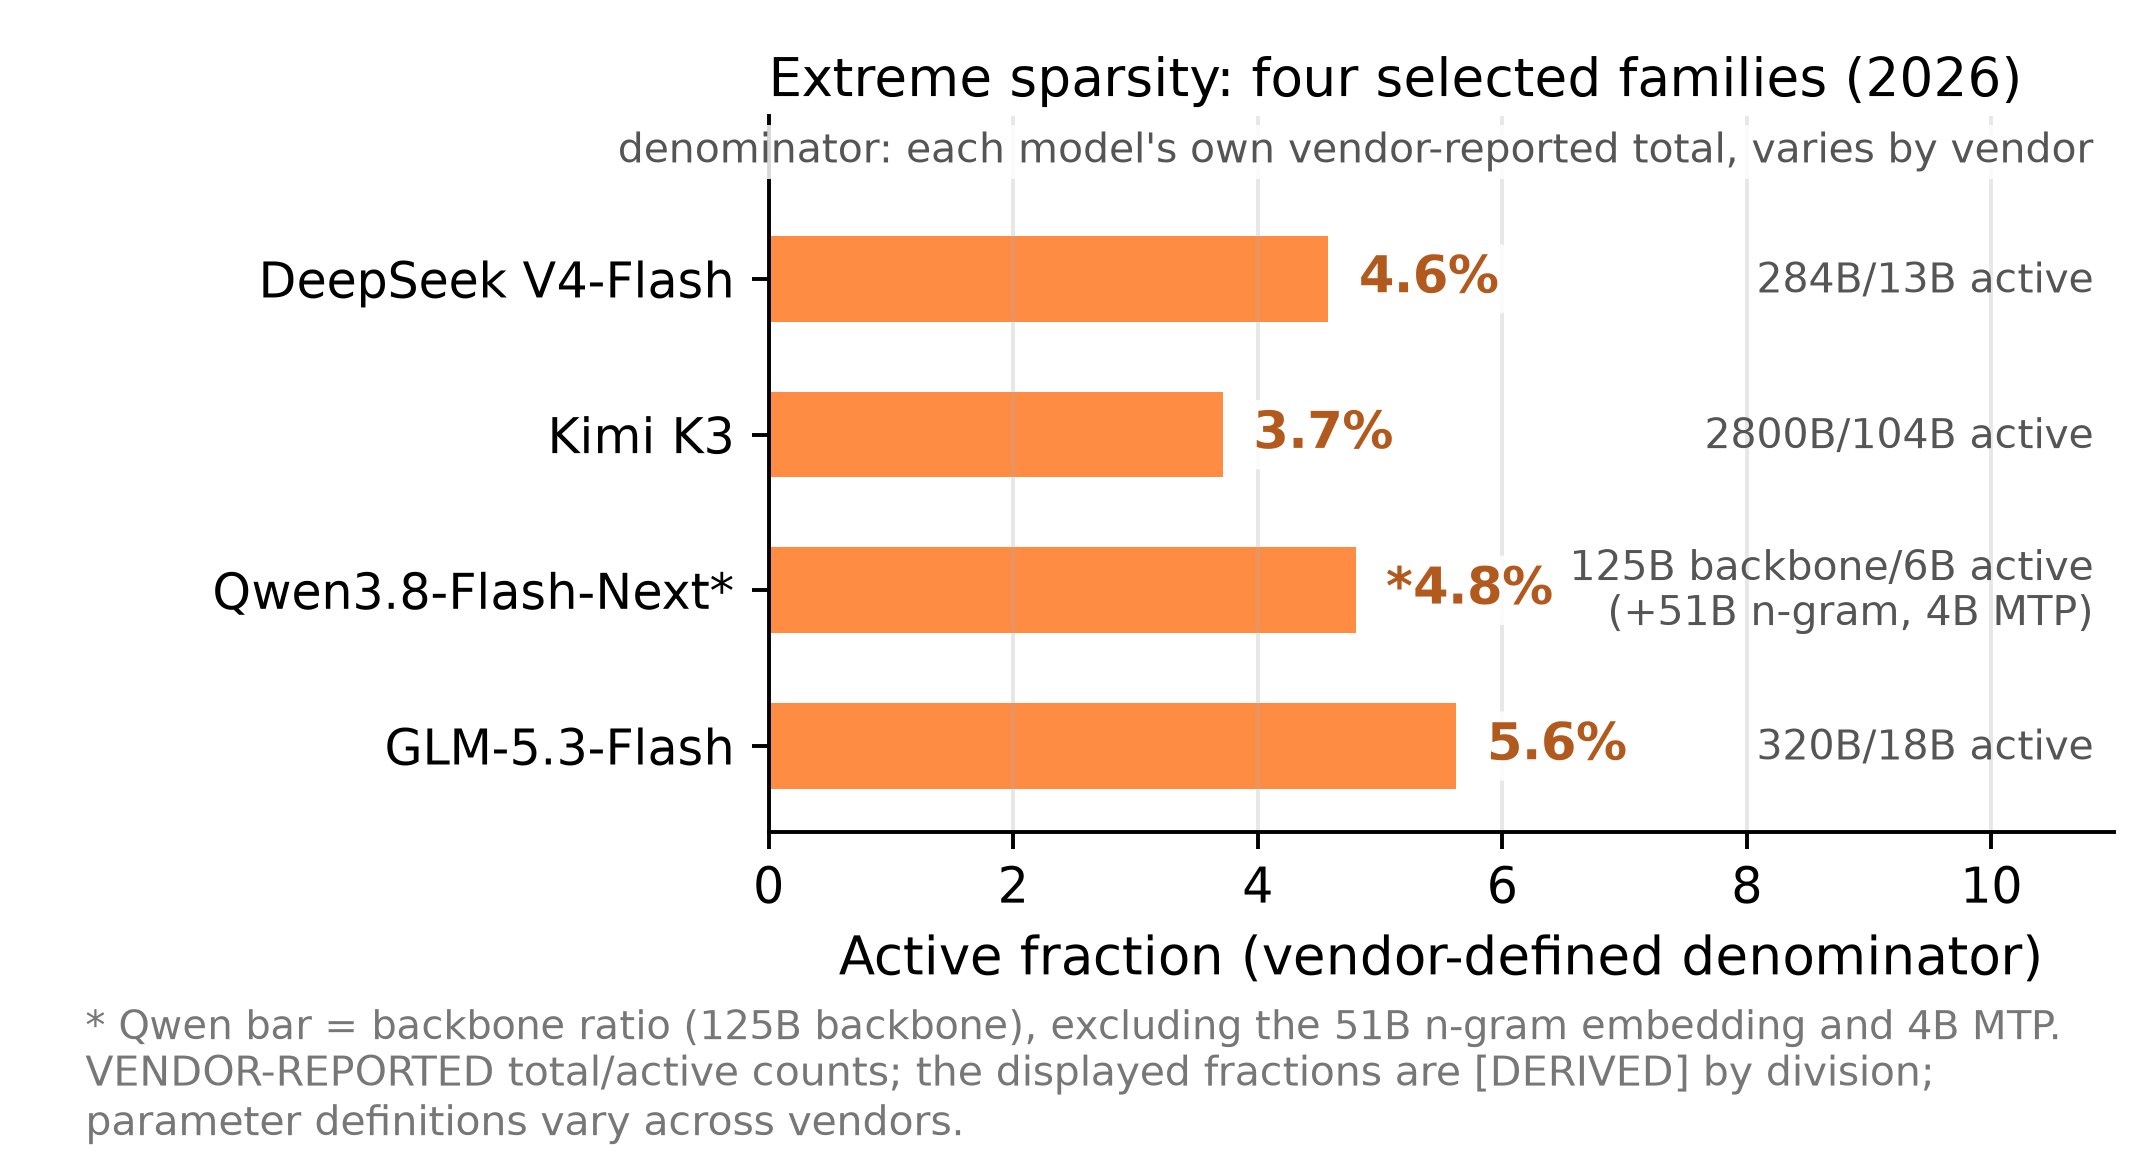 Extreme sparsity: four selected families (2026)
denominator: each model's own vendor-reported total, varies by vendor
DeepSeek V4-Flash 4.6% 284B/13B active
Kimi K3 3.7% 2800B/104B active
Qwen3.8-Flash-Next* *4.8% 125B backbone/6B active
(+51B n-gram, 4B MTP)
GLM-5.3-Flash 5.6% 320B/18B active
0 2 4 6 8 10
Active fraction (vendor-defined denominator)
* Qwen bar = backbone ratio (125B backbone), excluding the 51B n-gram embedding and 4B MTP.
VENDOR-REPORTED total/active counts; the displayed fractions are [DERIVED] by division;
parameter definitions vary across vendors.